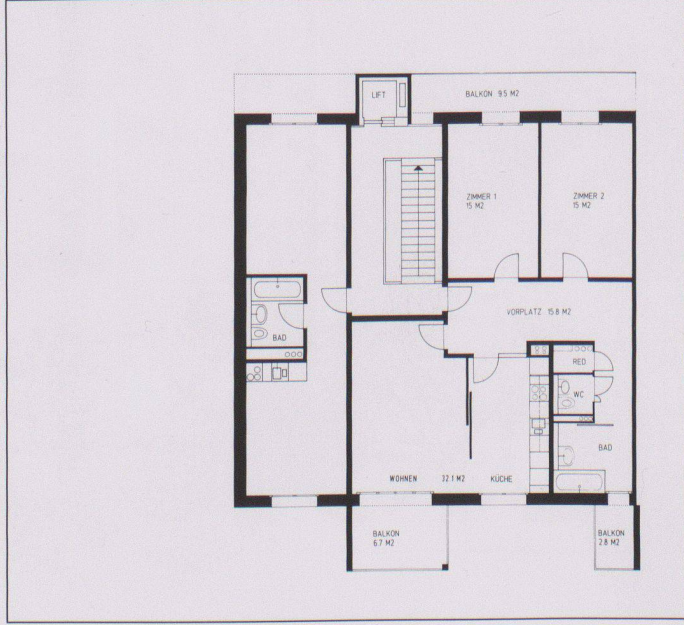 LIFT
BALKON 9.5 M2
ZIMMER 1
15 M2
ZIMMER 2
15 M2
VORPLATZ 15.8 M2
BAD
RED
WC
BAD
WOHNEN 32.1 M2 KÜCHE
BALKON
6.7 M2
BALKON
2.8 M2